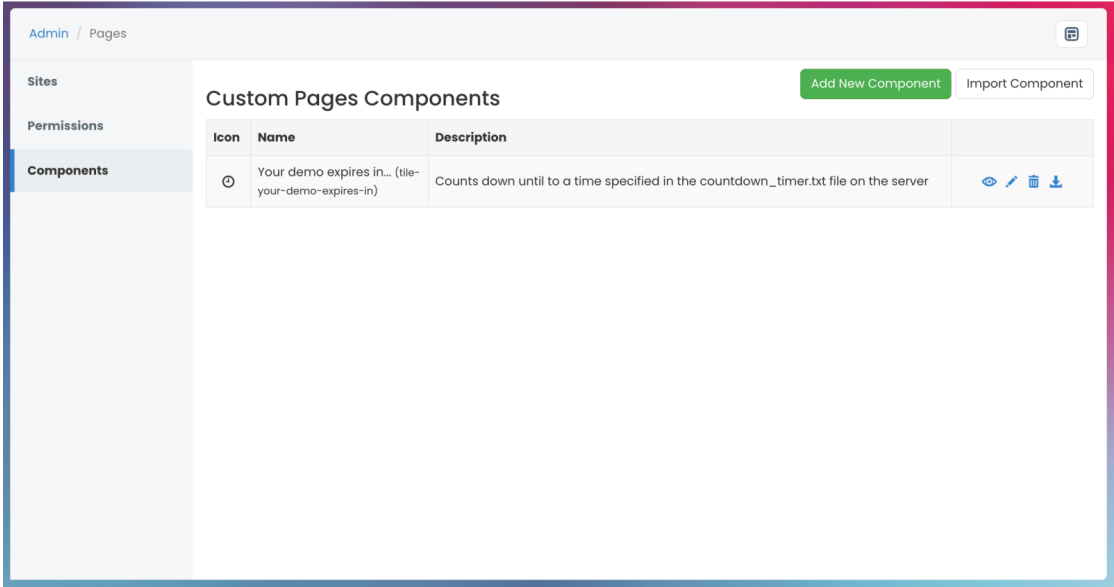 Admin / Pages
Sites
Permissions
Components
Custom Pages Components
Add New Component
Import Component
Icon Name Description
Your demo expires in... (tile-
your-demo-expires-in)
Counts down until to a time specified in the countdown_timer.txt file on the server